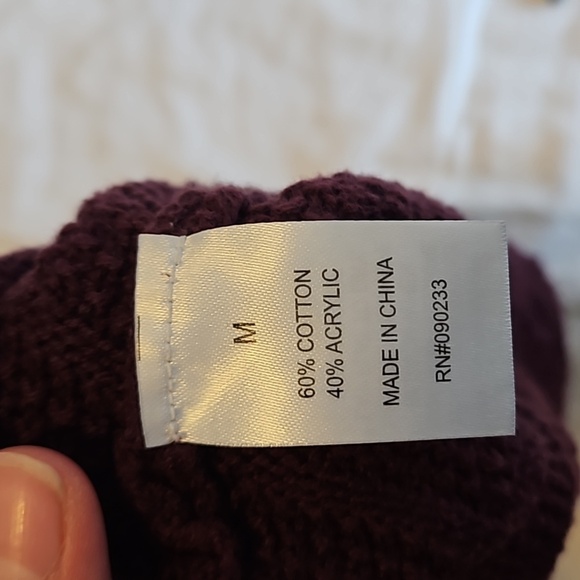 M
60% COTTON
40% ACRYLIC
MADE IN CHINA
RN#090233